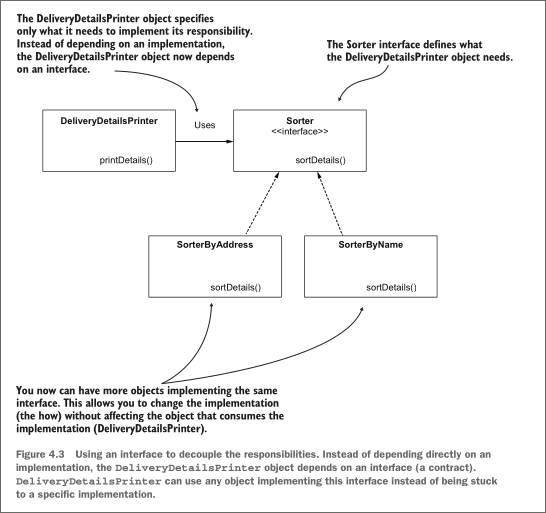 The DeliveryDetailsPrinter object specifies
only what it needs to implement its responsibility.
Instead of depending on an implementation,
the DeliveryDetailsPrinter object now depends
on an interface.
The Sorter interface defines what
the DeliveryDetailsPrinter object needs.
DeliveryDetailsPrinter
printDetails()
Uses
Sorter
<<interface>>
sortDetails()
SorterByAddress
sortDetails()
SorterByName
sortDetails()
You now can have more objects implementing the same
interface. This allows you to change the implementation
(the how) without affecting the object that consumes the
implementation (DeliveryDetailsPrinter).
Figure 4.3 Using an interface to decouple the responsibilities. Instead of depending directly on an
implementation, the DeliveryDetailsPrinter object depends on an interface (a contract).
DeliveryDetailsPrinter can use any object implementing this interface instead of being stuck
to a specific implementation.